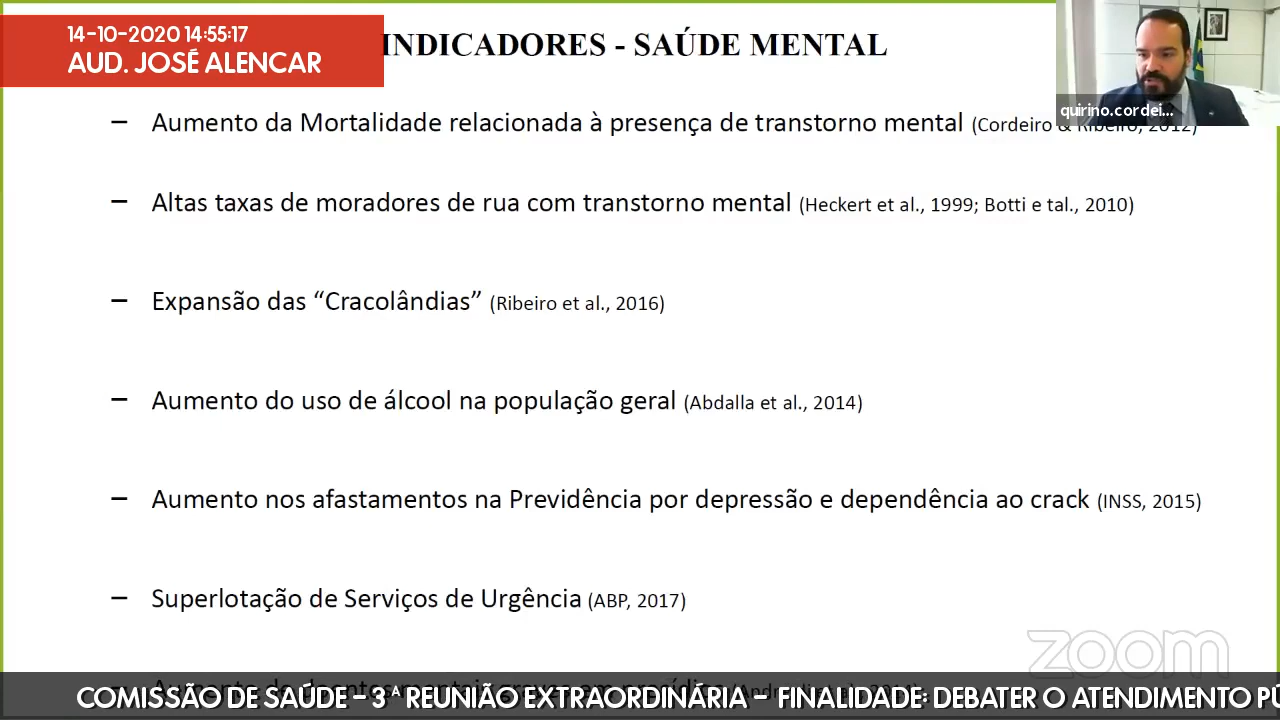 14-10-2020 14:55:17
AUD. JOSÉ ALENCAR
INDICADORES - SAÚDE MENTAL
quirino.cordei...
– Aumento da Mortalidade relacionada à presença de transtorno mental (Cordeiro & Ribeiro, 2012)
– Altas taxas de moradores de rua com transtorno mental (Heckert et al., 1999; Botti e tal., 2010)
– Expansão das “Cracolândias” (Ribeiro et al., 2016)
– Aumento do uso de álcool na população geral (Abdalla et al., 2014)
– Aumento nos afastamentos na Previdência por depressão e dependência ao crack (INSS, 2015)
– Superlotação de Serviços de Urgência (ABP, 2017)
zoom
COMISSÃO DE SAÚDE – 3ª REUNIÃO EXTRAORDINÁRIA – FINALIDADE: DEBATER O ATENDIMENTO PÚ